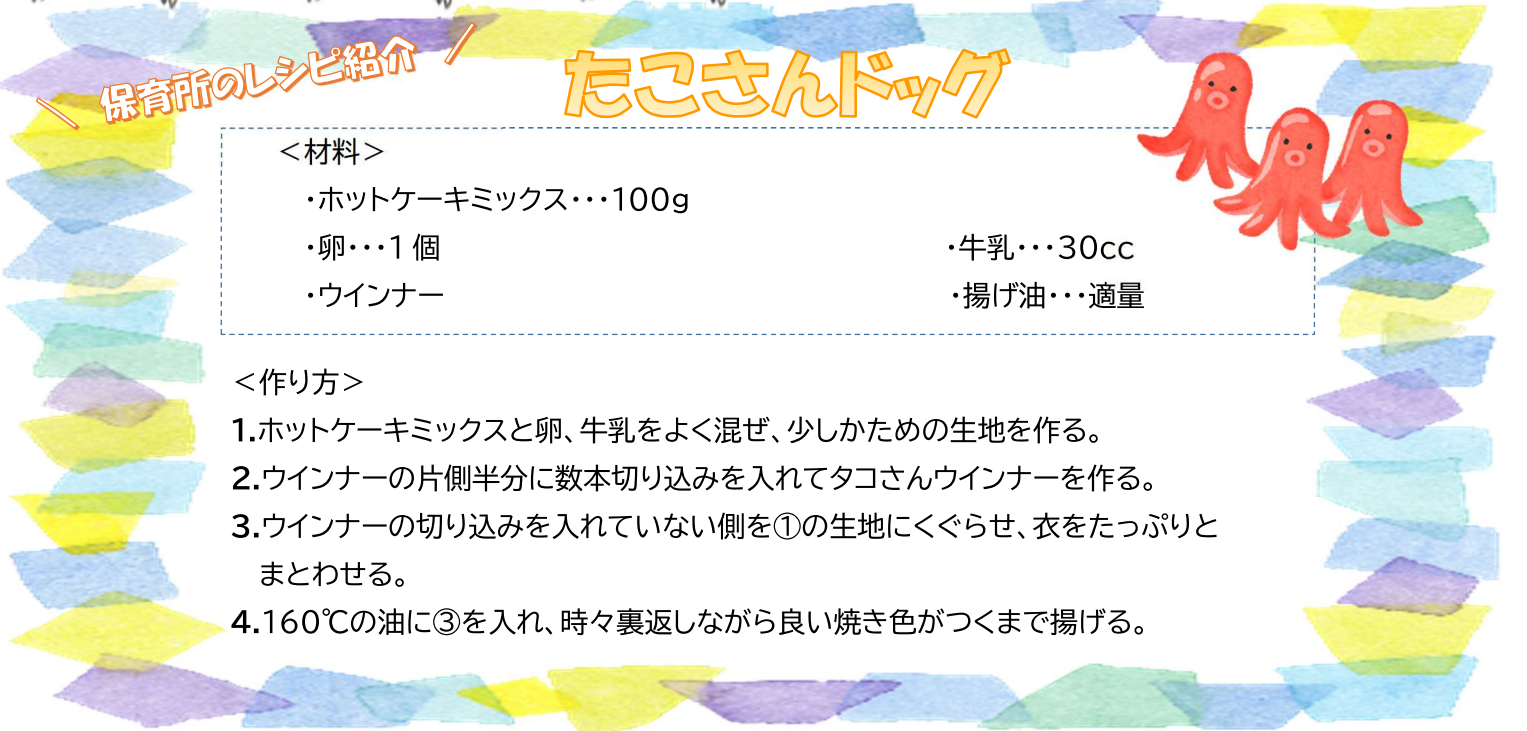 ＼ 保育所のレシピ紹介 ／
たこさんドッグ
＜材料＞
・ホットケーキミックス・・・100g
・卵・・・1個
・牛乳・・・30cc
・ウインナー
・揚げ油・・・適量
＜作り方＞
1.ホットケーキミックスと卵、牛乳をよく混ぜ、少しかための生地を作る。
2.ウインナーの片側半分に数本切り込みを入れてタコさんウインナーを作る。
3.ウインナーの切り込みを入れていない側を①の生地にくぐらせ、衣をたっぷりと
まとわせる。
4.160℃の油に③を入れ、時々裏返しながら良い焼き色がつくまで揚げる。